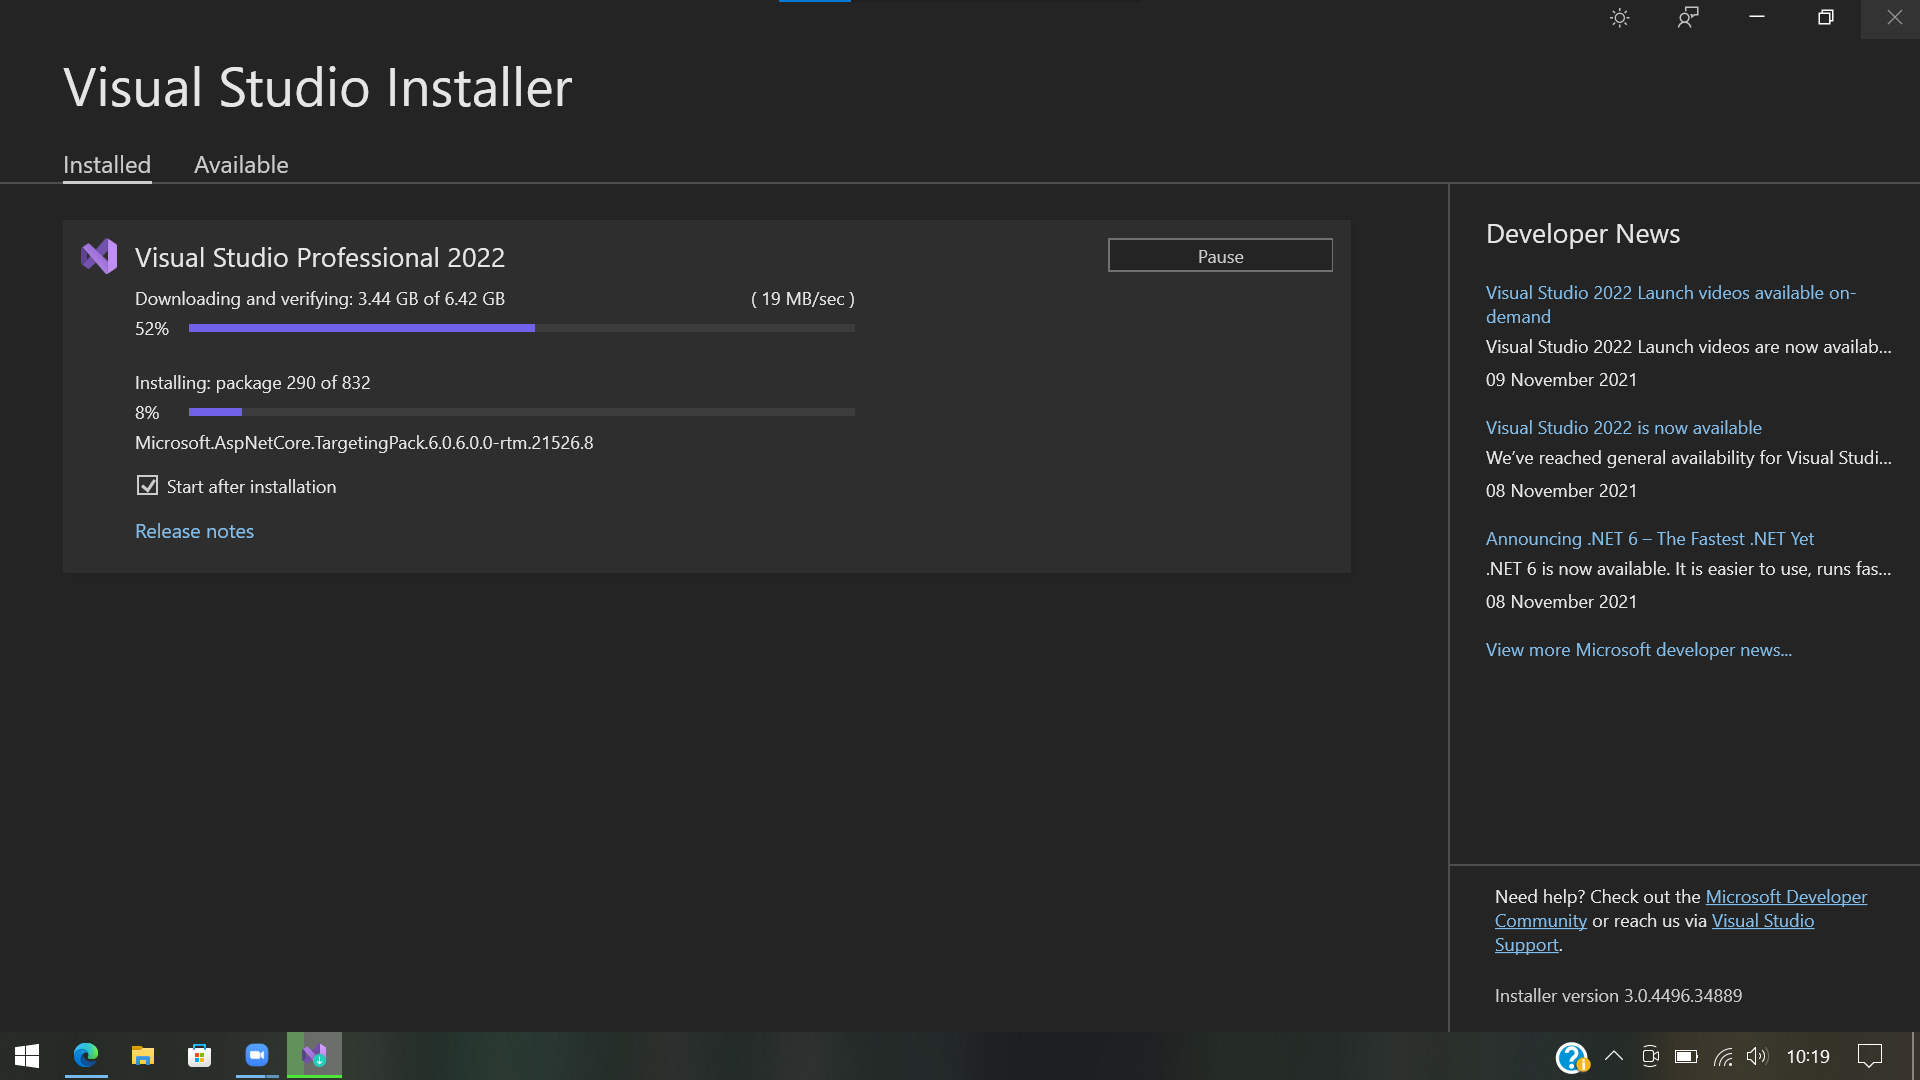 Visual Studio Installer
Installed
Available
Visual Studio Professional 2022
Pause
Downloading and verifying: 3.44 GB of 6.42 GB
( 19 MB/sec )
52%
Installing: package 290 of 832
8%
Microsoft.AspNetCore.TargetingPack.6.0.6.0.0-rtm.21526.8
Start after installation
Release notes
Developer News
Visual Studio 2022 Launch videos available on-
demand
Visual Studio 2022 Launch videos are now availab...
09 November 2021
Visual Studio 2022 is now available
We’ve reached general availability for Visual Studi...
08 November 2021
Announcing .NET 6 – The Fastest .NET Yet
.NET 6 is now available. It is easier to use, runs fas...
08 November 2021
View more Microsoft developer news...
Need help? Check out the Microsoft Developer
Community or reach us via Visual Studio
Support.
Installer version 3.0.4496.34889
10:19